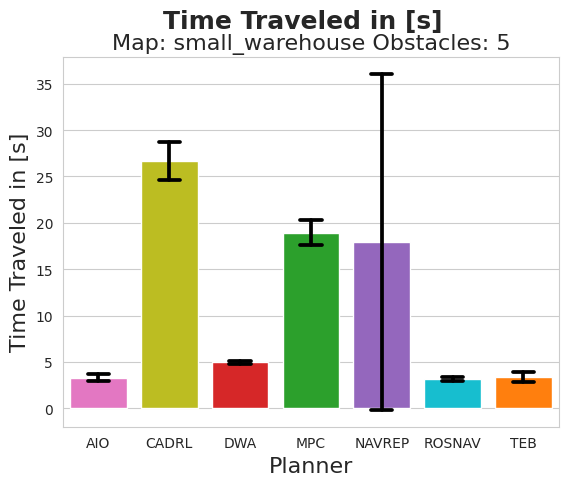 Time Traveled in [s]
Map: small_warehouse Obstacles: 5
Time Traveled in [s]
35
30
25
20
15
10
5
0
AIO CADRL DWA MPC NAVREP ROSNAV TEB
Planner